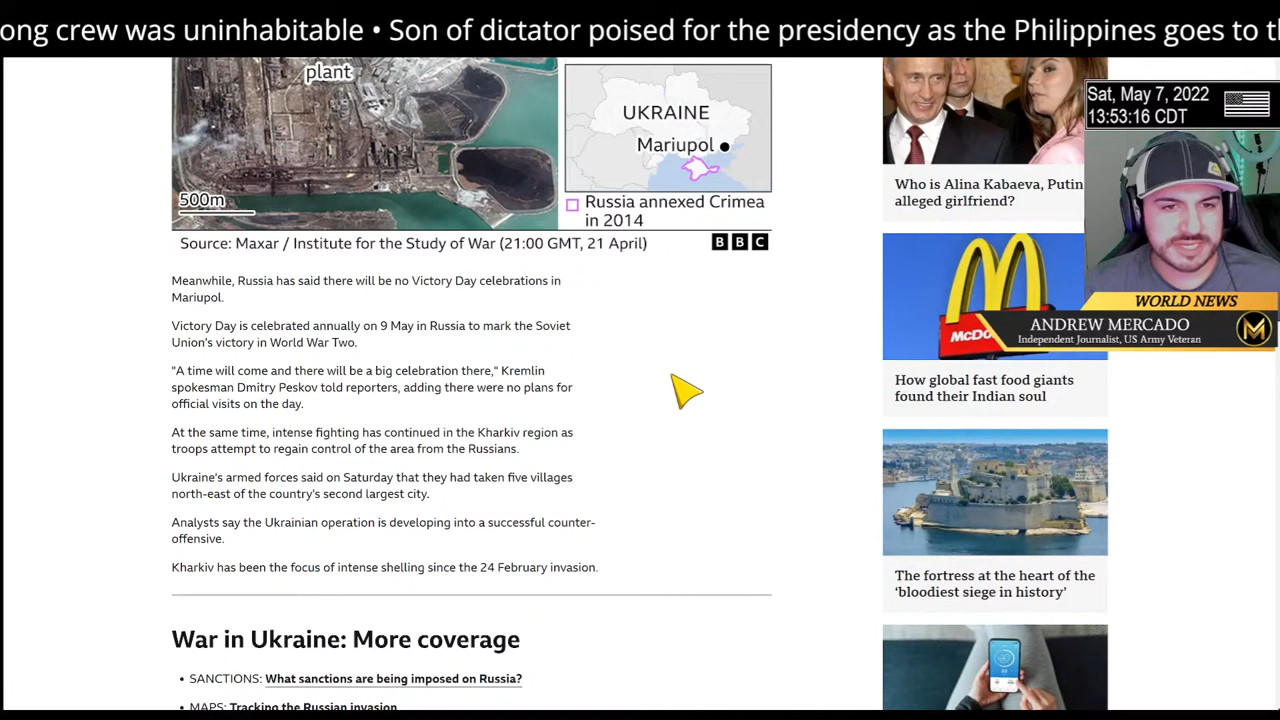 ong crew was uninhabitable • Son of dictator poised for the presidency as the Philippines goes to th
plant
500m
UKRAINE
Mariupol
Russia annexed Crimea
in 2014
Source: Maxar / Institute for the Study of War (21:00 GMT, 21 April)
BBC
Meanwhile, Russia has said there will be no Victory Day celebrations in
Mariupol.
Victory Day is celebrated annually on 9 May in Russia to mark the Soviet
Union's victory in World War Two.
"A time will come and there will be a big celebration there," Kremlin
spokesman Dmitry Peskov told reporters, adding there were no plans for
official visits on the day.
At the same time, intense fighting has continued in the Kharkiv region as
troops attempt to regain control of the area from the Russians.
Ukraine's armed forces said on Saturday that they had taken five villages
north-east of the country's second largest city.
Analysts say the Ukrainian operation is developing into a successful counter-
offensive.
Kharkiv has been the focus of intense shelling since the 24 February invasion.
War in Ukraine: More coverage
• SANCTIONS: What sanctions are being imposed on Russia?
• MAPS: Tracking the Russian invasion
Sat, May 7, 2022
13:53:16 CDT
Who is Alina Kabaeva, Putin
alleged girlfriend?
WORLD NEWS
ANDREW MERCADO
Independent Journalist, US Army Veteran
M
McDo
How global fast food giants
found their Indian soul
The fortress at the heart of the
‘bloodiest siege in history’